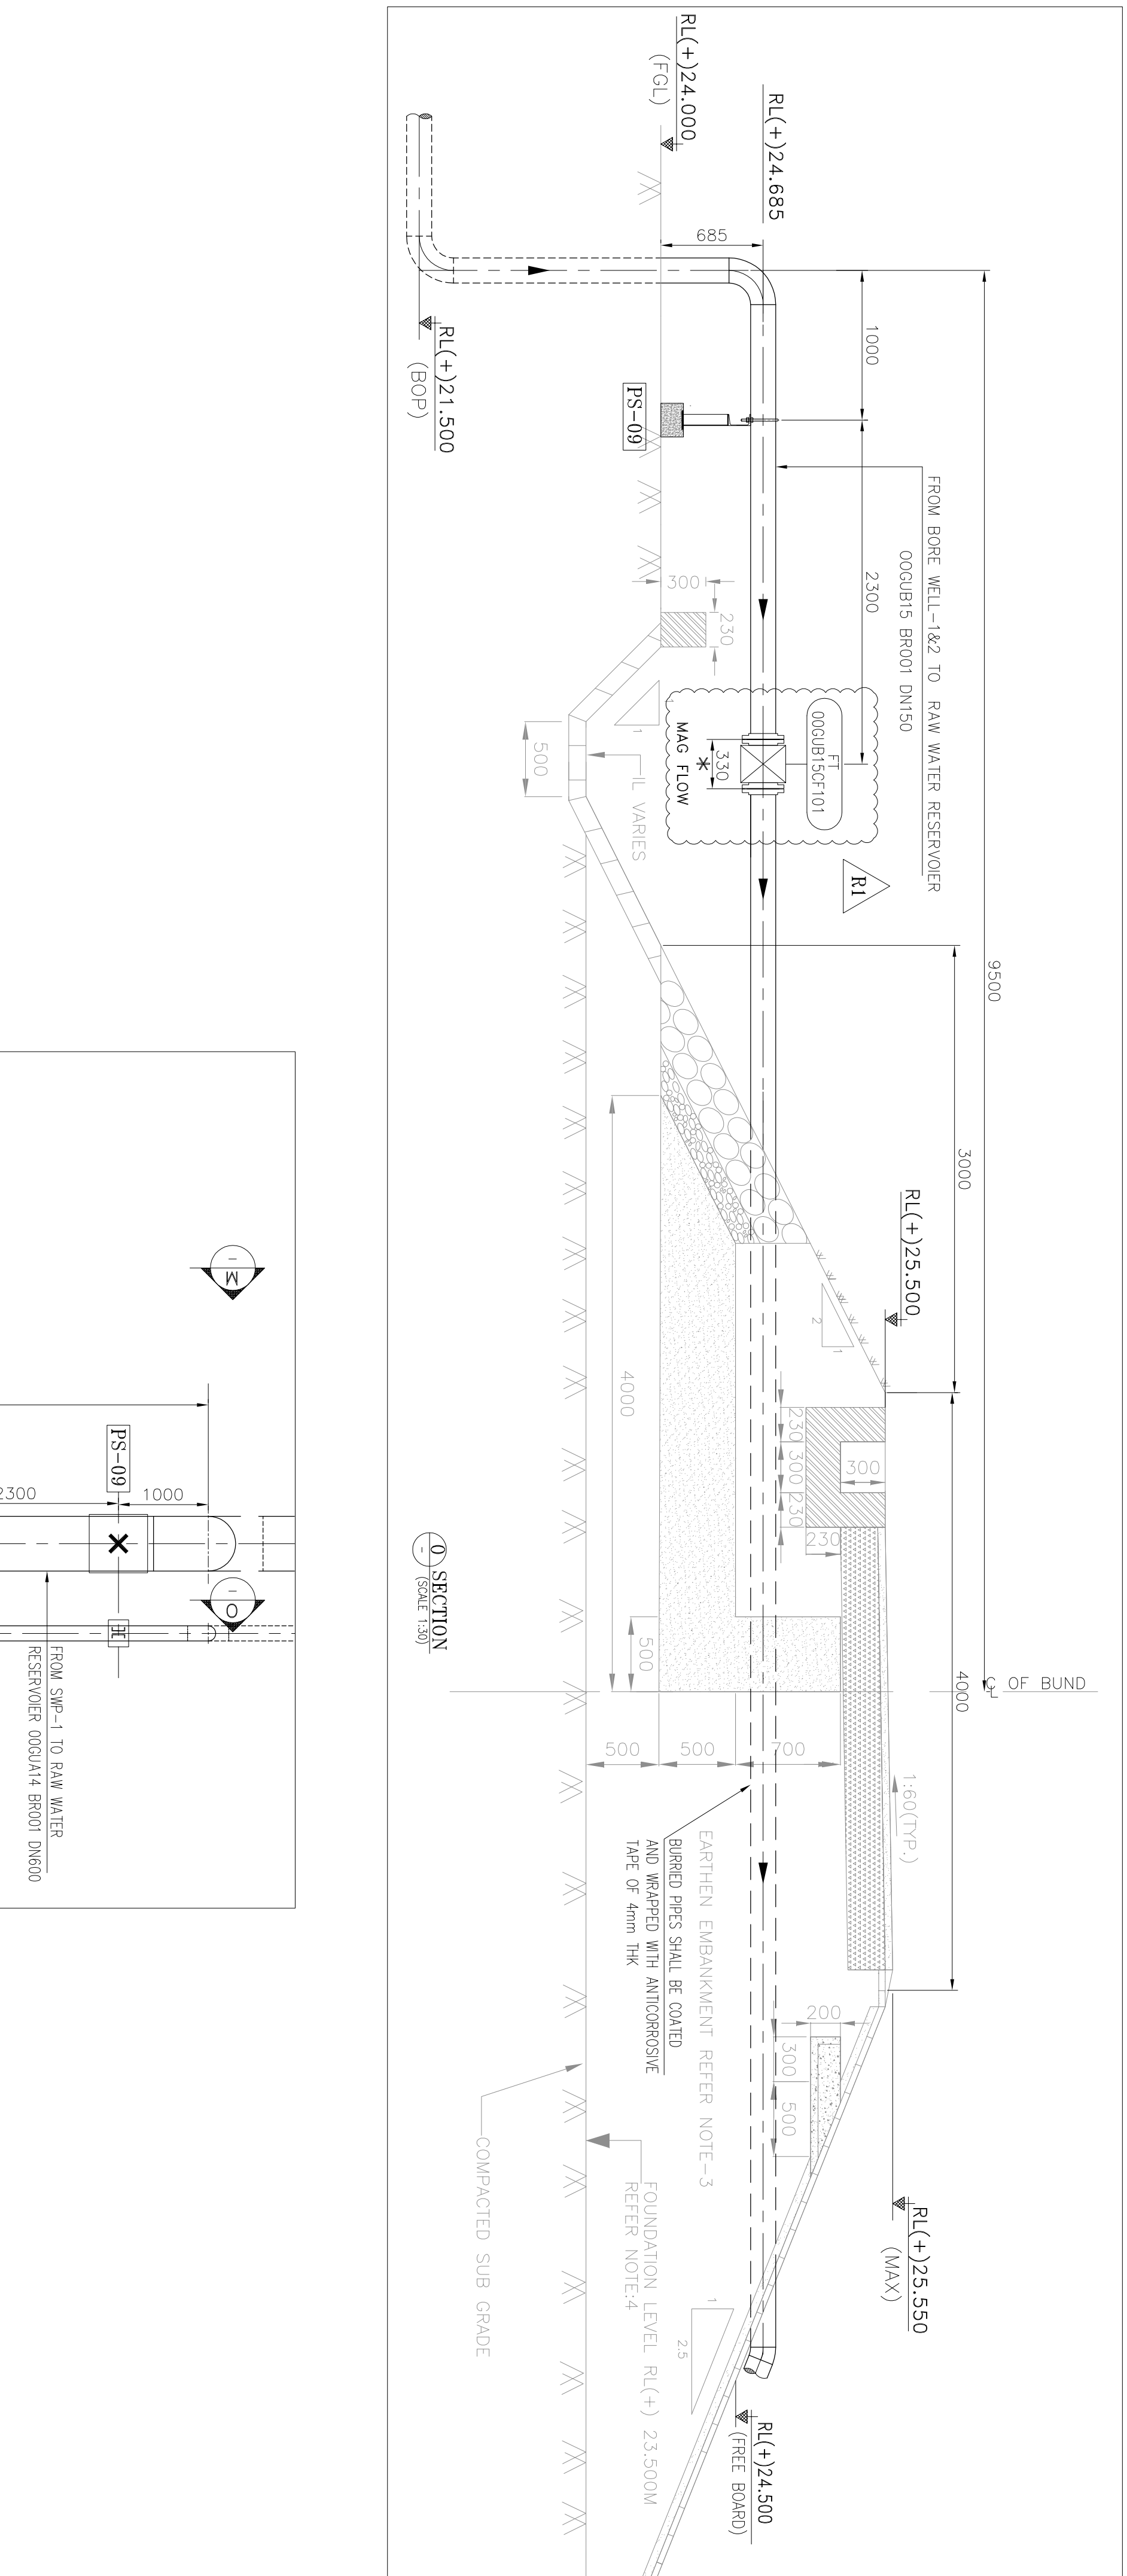 RL(+)24.000
(FGL)
RL(+)24.685
685
RL(+)21.500
(BOP)
1000
2300
9500
PS-09
FROM BORE WELL-1&2 TO RAW WATER RESERVOIER
00GUB15 BR001 DN150
300
230
FT
00GUB15CF101
330
*
MAG FLOW
R1
1
1
500
IL VARIES
3000
RL(+)25.500
2
1
4000
230
300
230
300
230
4000
500
℄ OF BUND
500
500
700
1:60(TYP.)
EARTHEN EMBANKMENT REFER NOTE-3
BURRIED PIPES SHALL BE COATED
AND WRAPPED WITH ANTICORROSIVE
TAPE OF 4mm THK
200
300
500
RL(+)25.550
(MAX)
1
2.5
RL(+)24.500
(FREE BOARD)
FOUNDATION LEVEL RL(+) 23.500M
REFER NOTE:4
COMPACTED SUB GRADE
O SECTION
- (SCALE 1:30)
M
-
PS-09
2300
1000
O
-
FROM SWP-1 TO RAW WATER
RESERVOIER 00GUA14 BR001 DN600